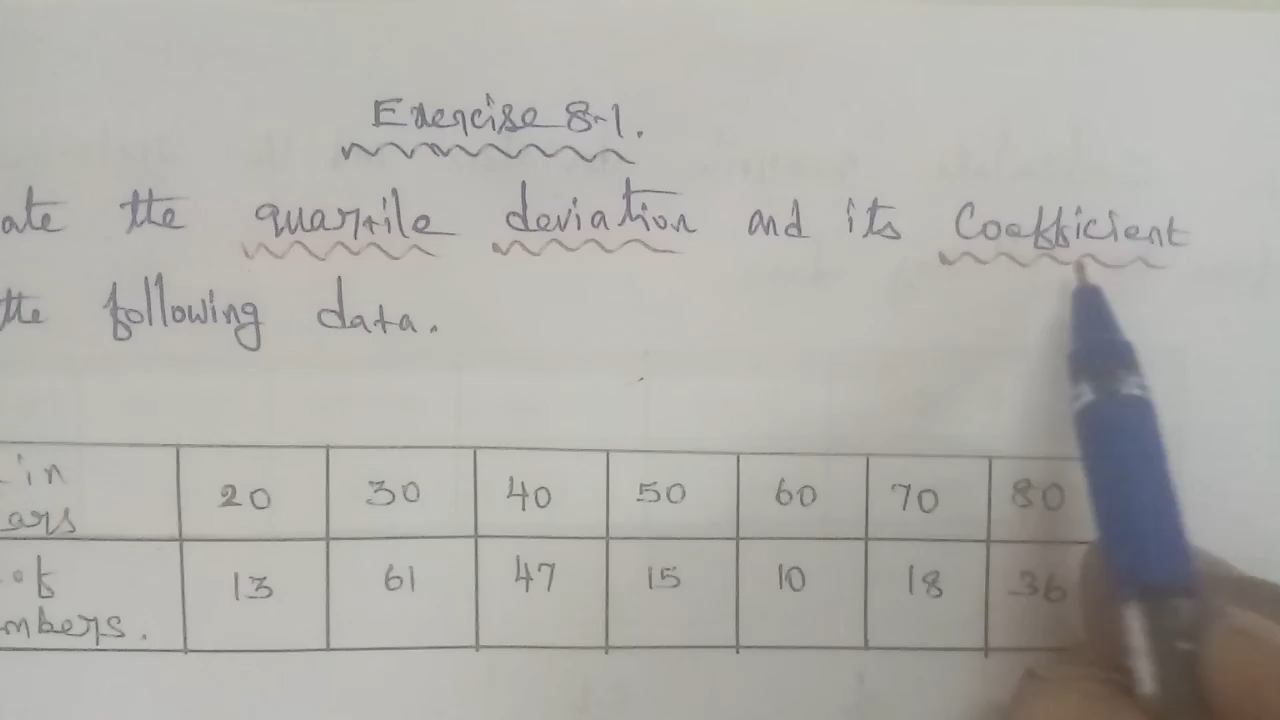 Exercise 8.1.
ate the quartile deviation and its Coefficient
the following data.
in
ars
20 30 40 50 60 70 80
of
mbers.
13 61 47 15 10 18 36